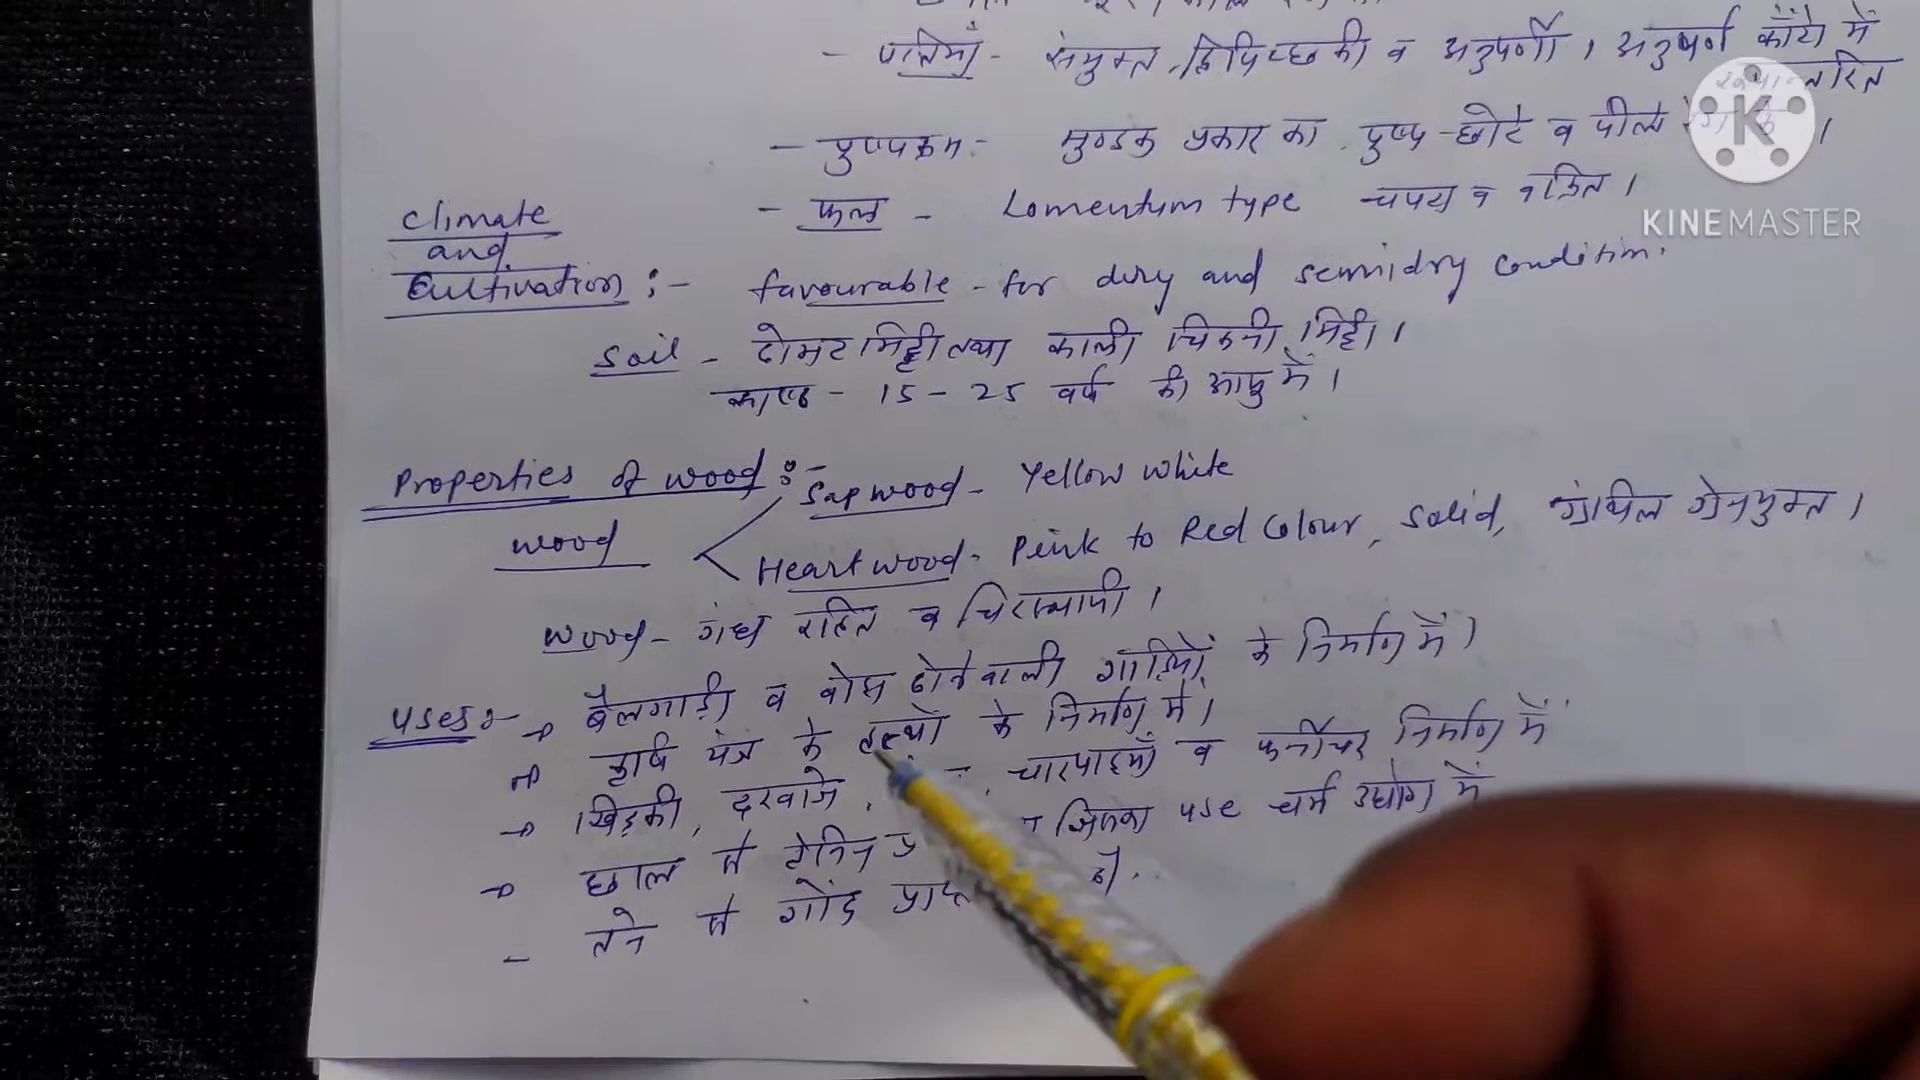 - पत्तियाँ - संयुक्त, द्विपिच्छकी व अनुपर्णी। अनुपर्ण काँटो में
- पुष्पक्रम - मुण्डक प्रकार का, पुष्प छोटे व पीले
- फल - Lomentum type चपटा व
KINEMASTER
Climate
and
Cultivation :- favourable - for dry and semidry condition.
Soil - दोमट मिट्टी तथा काली चिकनी मिट्टी।
काष्ठ - 15 - 25 वर्ष की आयु में।
Properties of wood :-
Sapwood - Yellow White
wood
Heartwood - Pink to Red Colour, Solid, ग्रंथिल ग्रेनयुक्त।
wood - गंध रहित व चिरस्थायी।
Uses :- → बैलगाड़ी व बोझ ढोने वाली गाडियों के निर्माण में।
→ कृषि यंत्र के हत्थों के निर्माण में।
→ खिड़की, दरवाजे, चारपाइयाँ व फर्नीचर निर्माण में
→ छाल से टेनिन जिसका use चर्म उद्योग में
- तने से गोंद है.